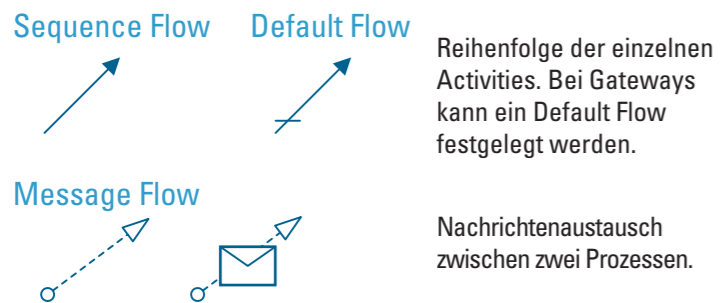 Sequence Flow Default Flow
Reihenfolge der einzelnen
Activities. Bei Gateways
kann ein Default Flow
festgelegt werden.
Message Flow
Nachrichtenaustausch
zwischen zwei Prozessen.